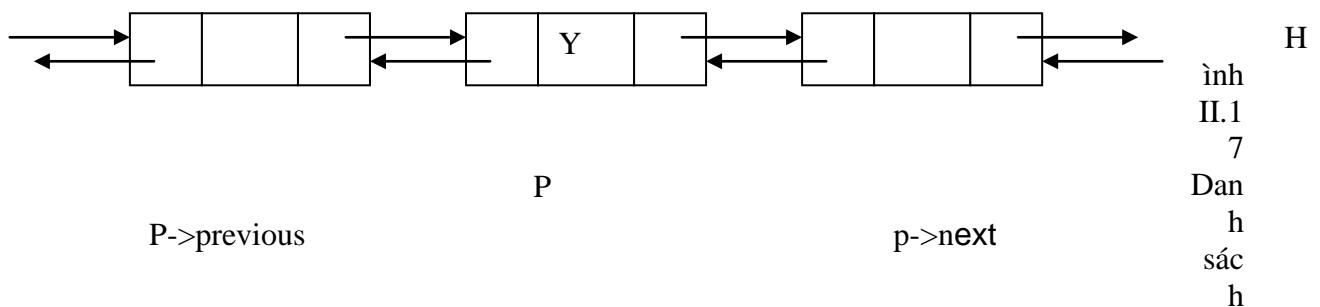 Y
P
P->previous
p->next
H
ình
II.1
7
Dan
h
sác
h